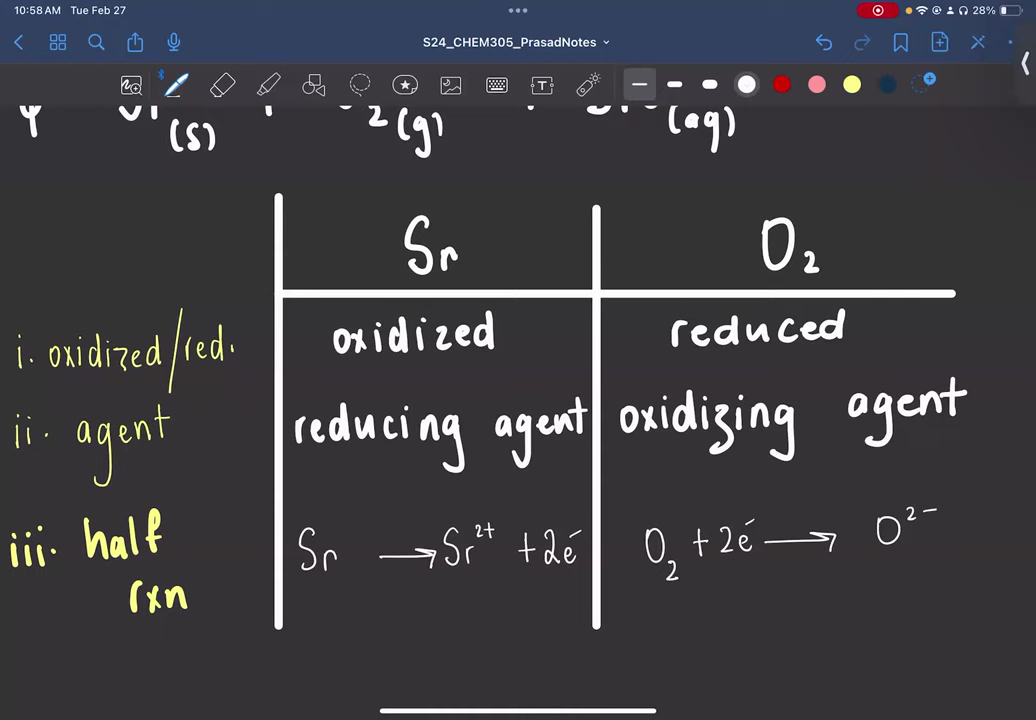 10:58 AM Tue Feb 27
28%
S24_CHEM305_PrasadNotes
(s) 2(g) (aq)
Sr O₂
i. oxidized/red. oxidized reduced
ii. agent reducing agent oxidizing agent
iii. half Sr → Sr²⁺ + 2e⁻ O₂ + 2e⁻ → O²⁻
rxn